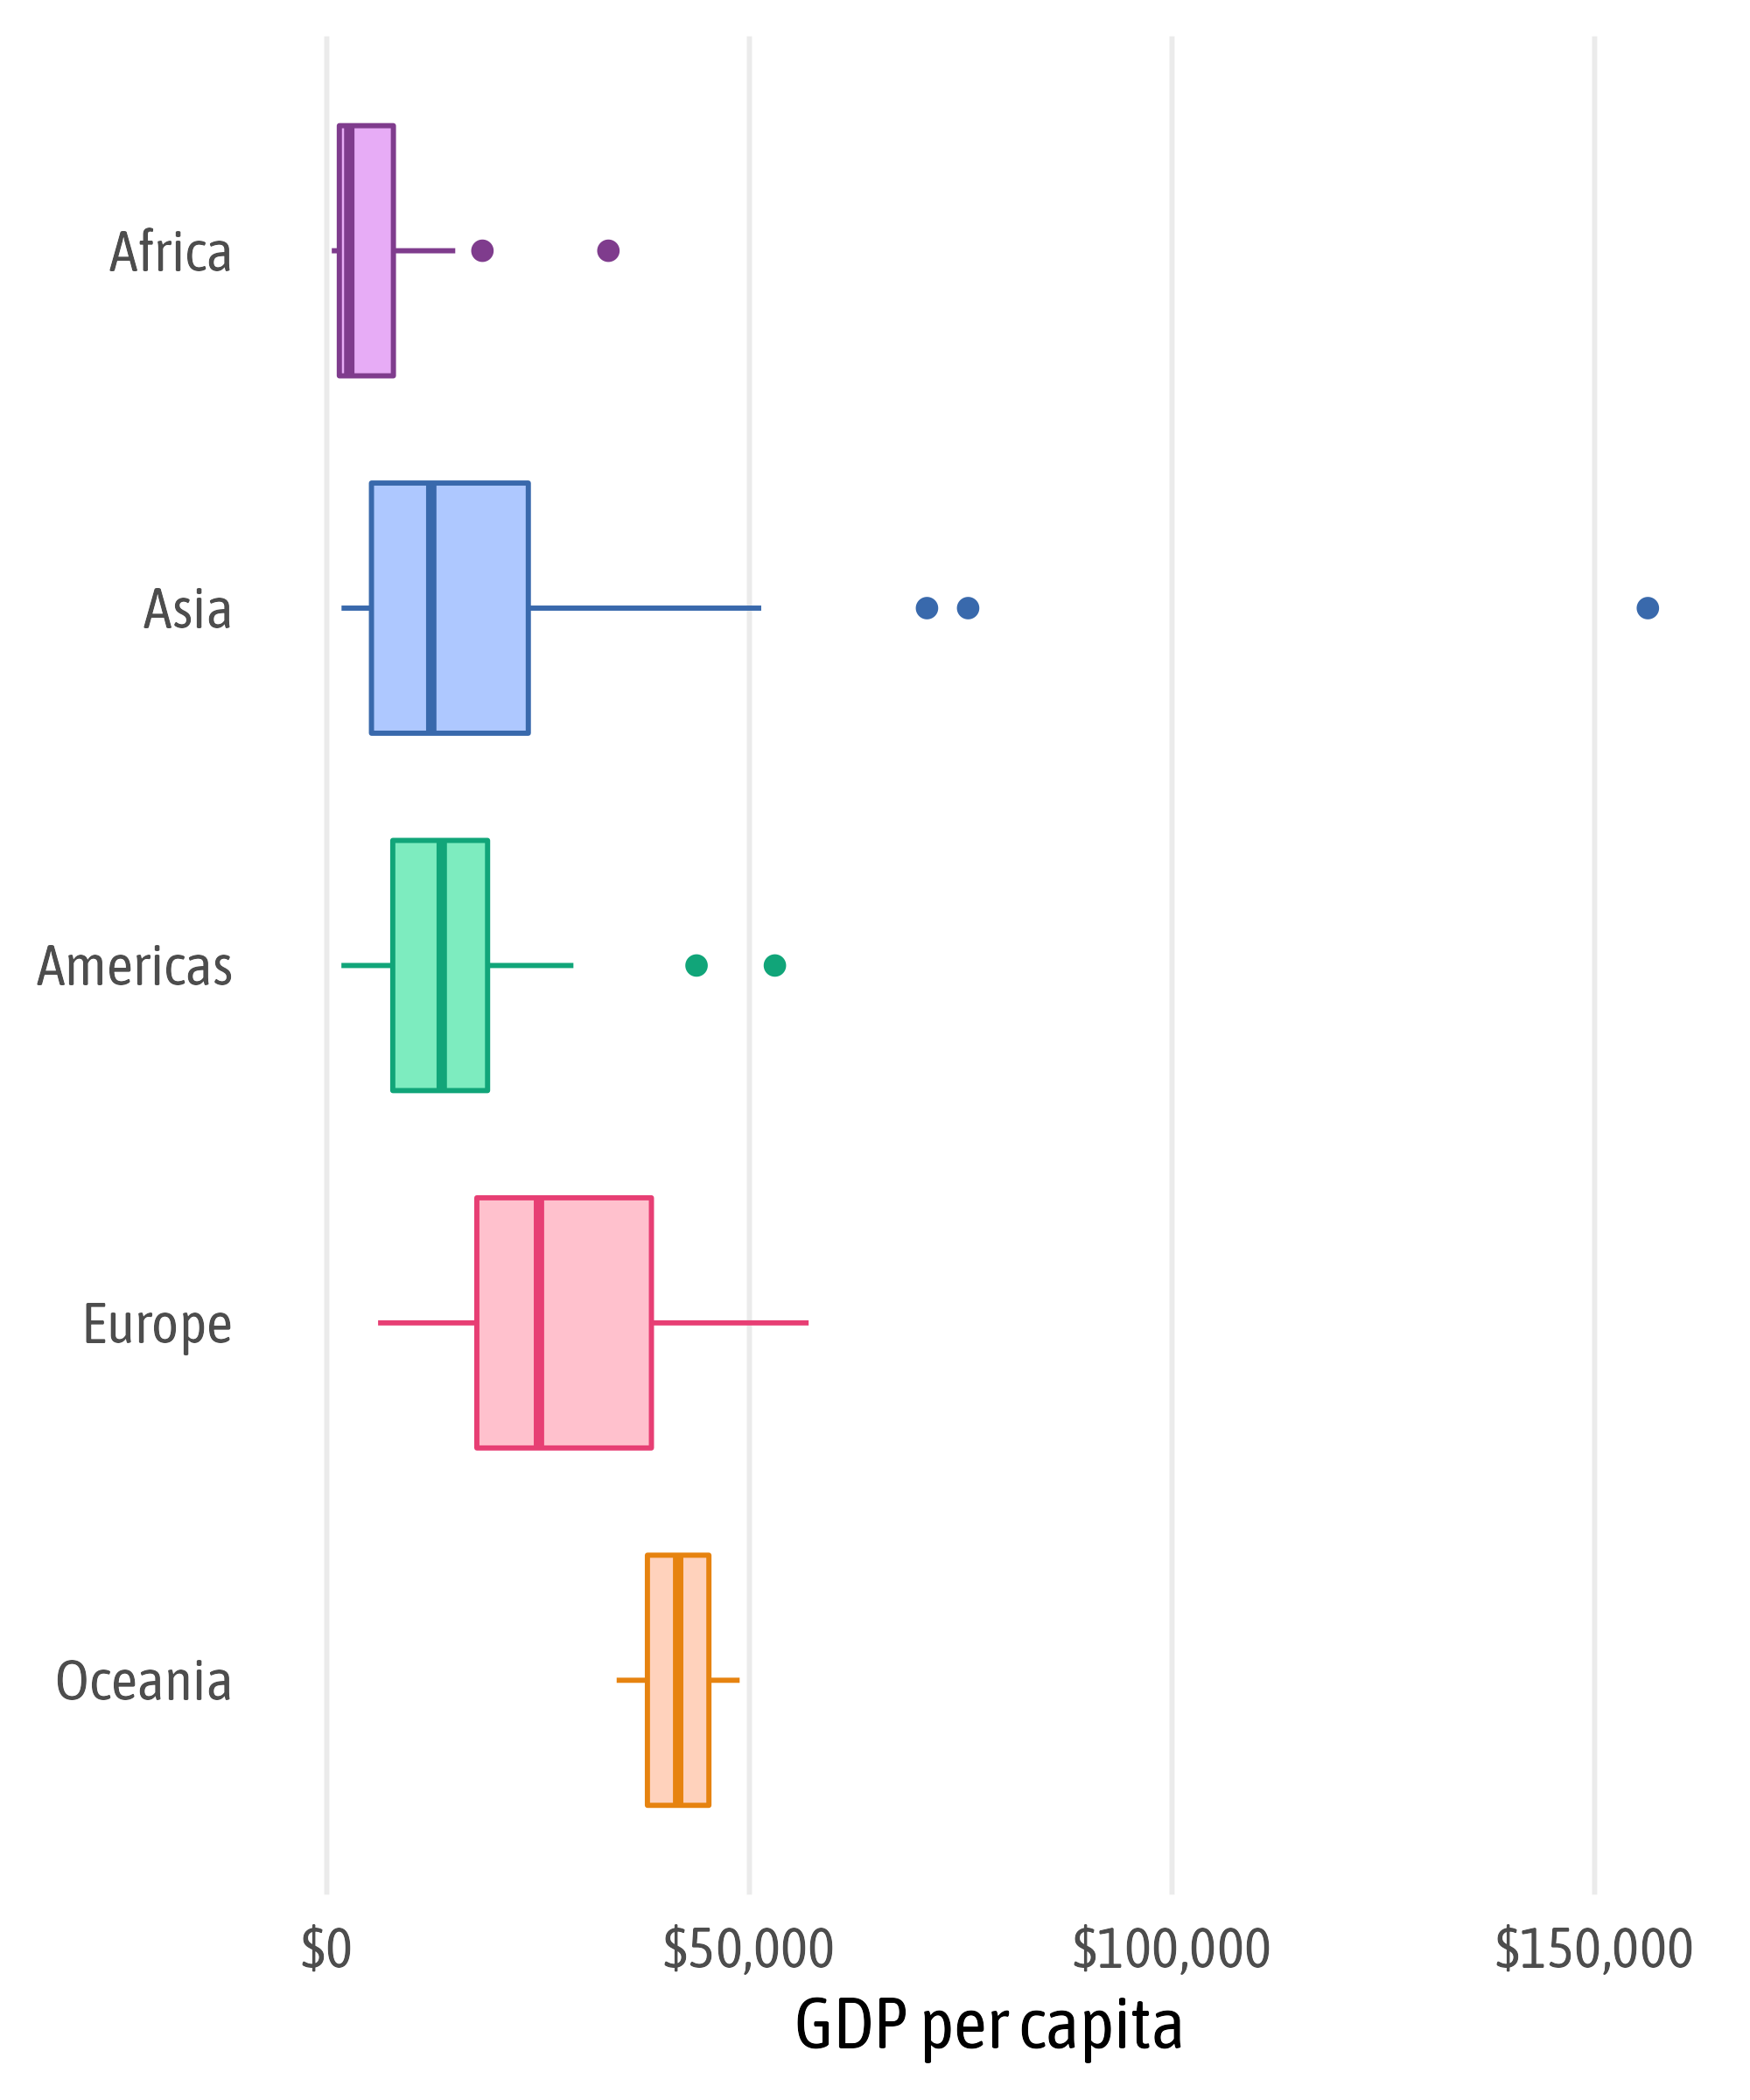 Africa
Asia
Americas
Europe
Oceania
$0 $50,000 $100,000 $150,000
GDP per capita